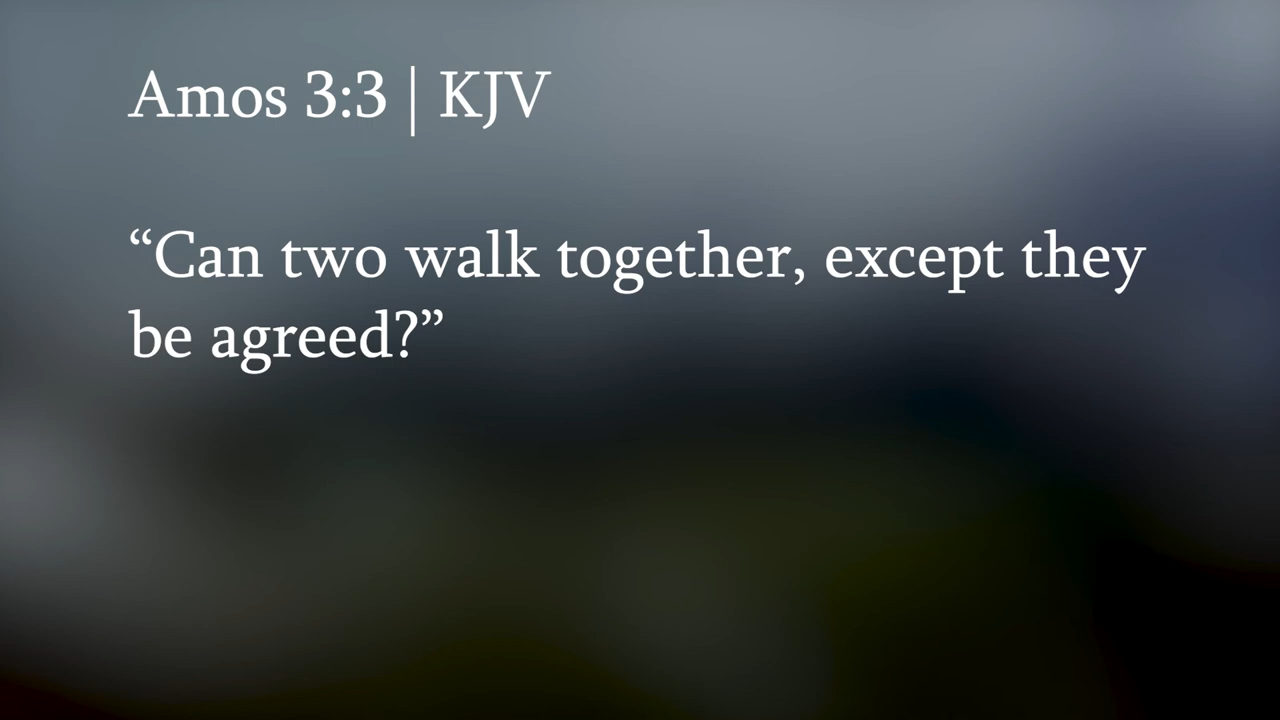 Amos 3:3 | KJV
“Can two walk together, except they
be agreed?”